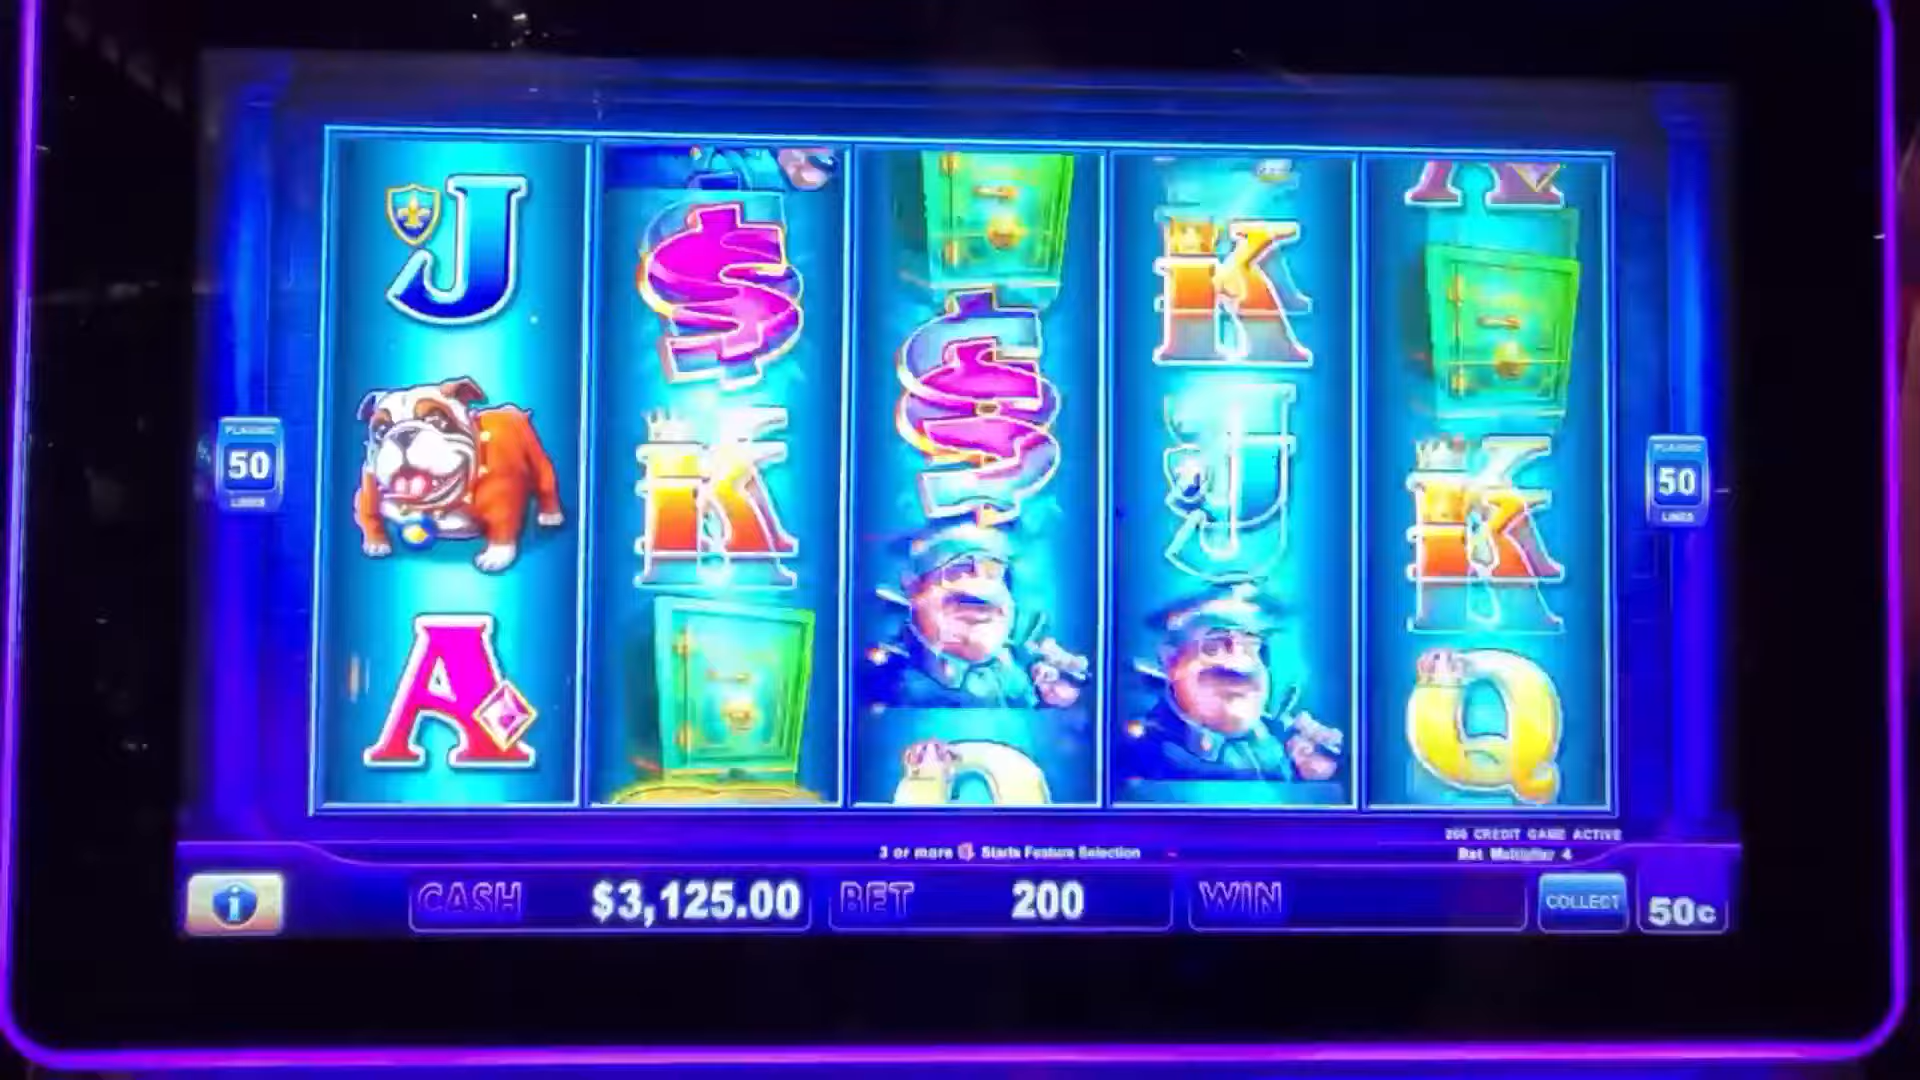 J
$
K
A
$
K
J
K
A
Q
Q
PLAYING
50
LINES
PLAYING
50
LINES
200 CREDIT GAME ACTIVE
3 or more Starts Feature Selection
Bet Multiplier 4
CASH $3,125.00 BET 200 WIN COLLECT 50c